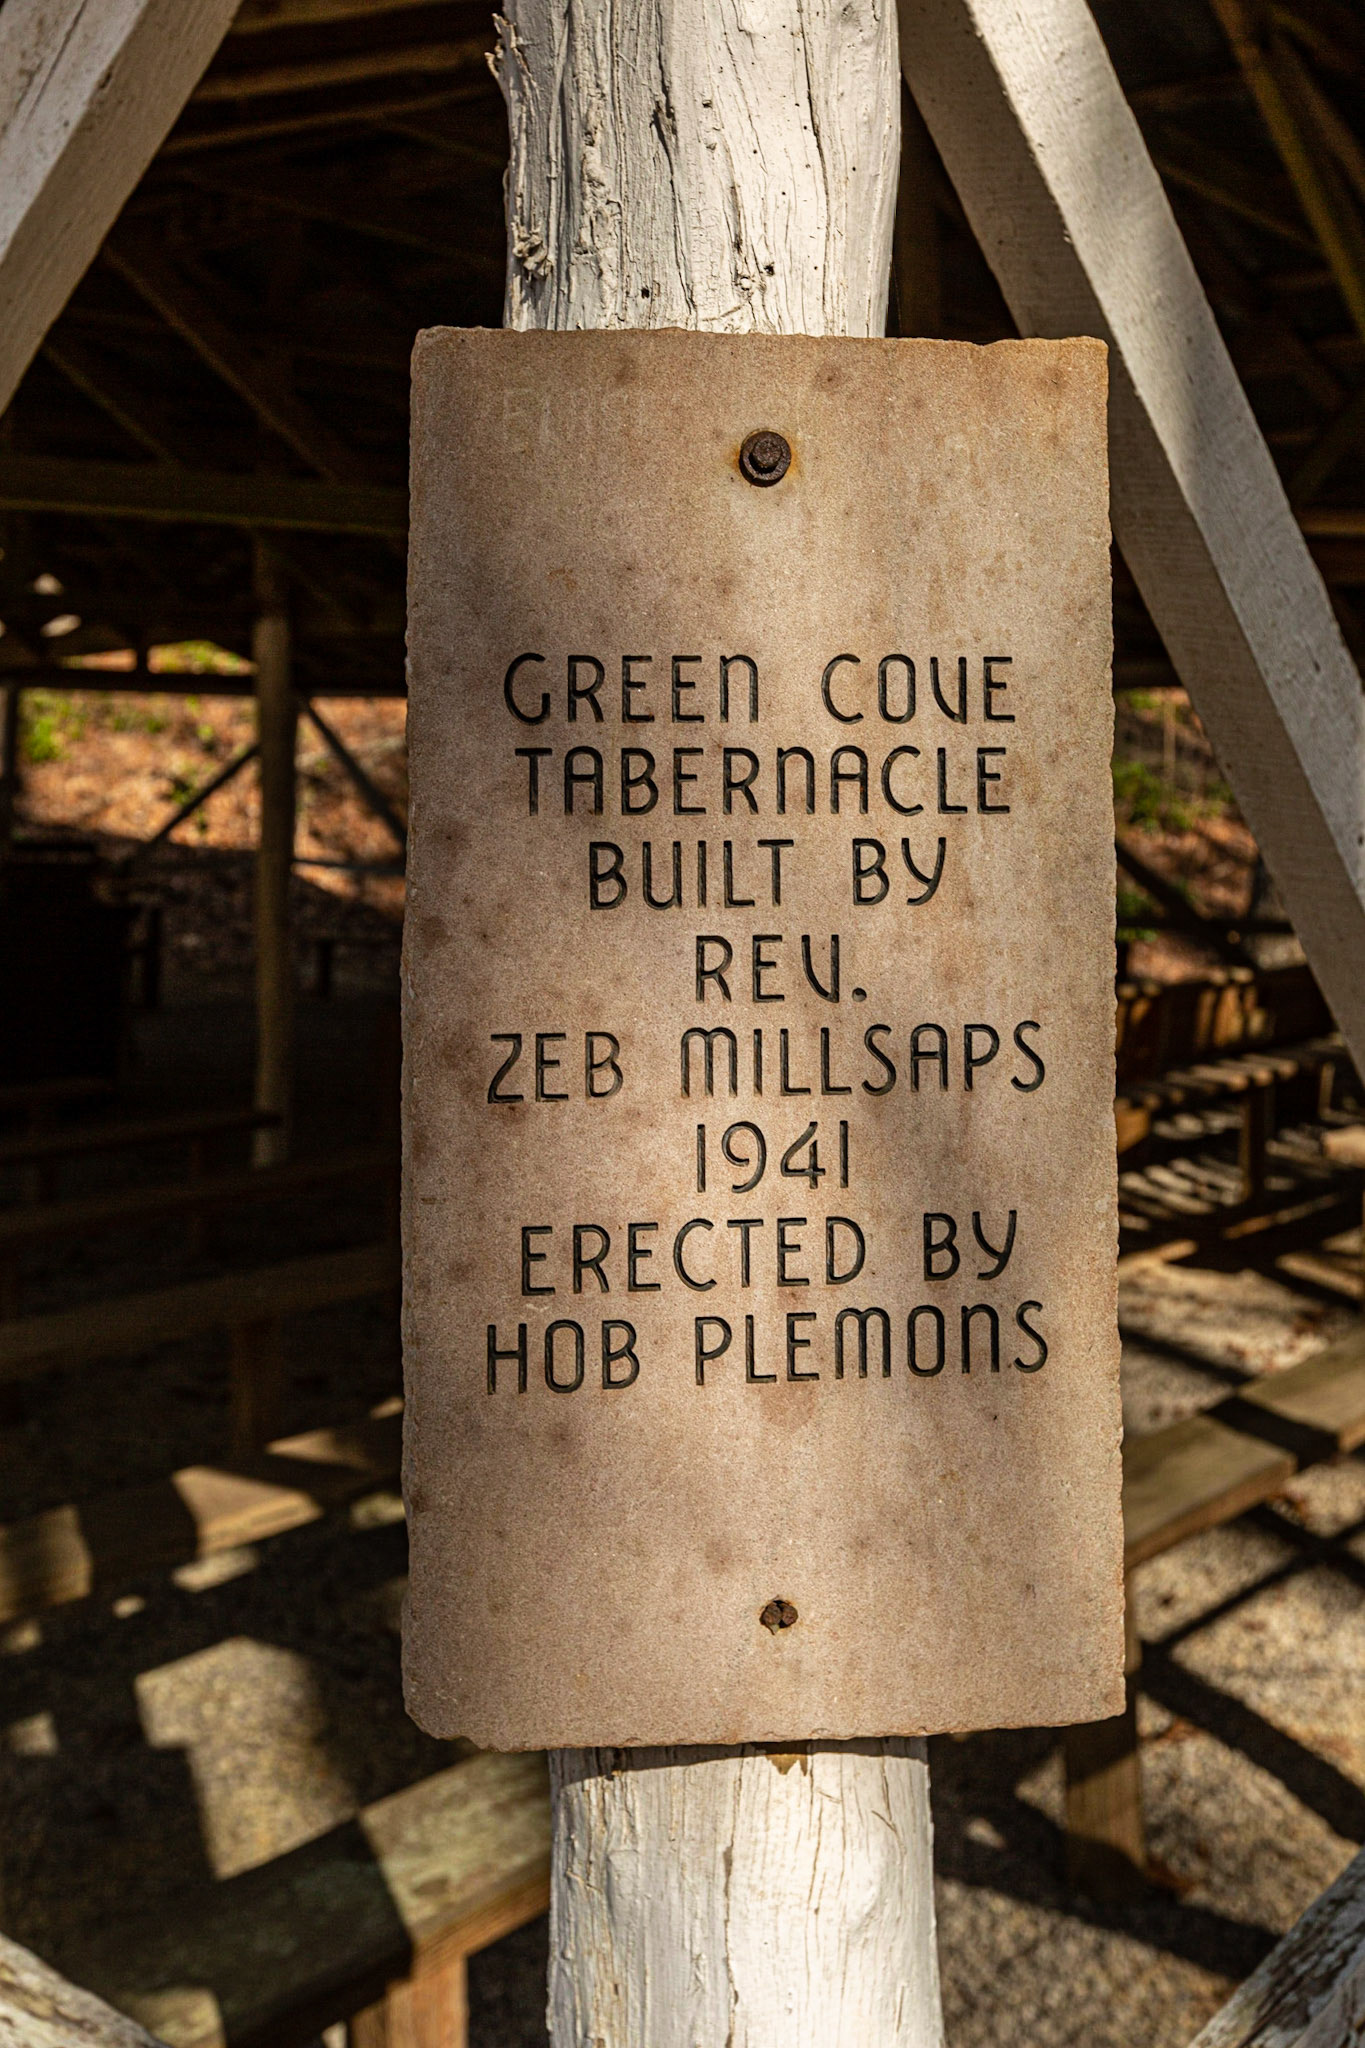 GREEN COVE
TABERNACLE
BUILT BY
REV.
ZEB MILLSAPS
1941
ERECTED BY
HOB PLEMONS